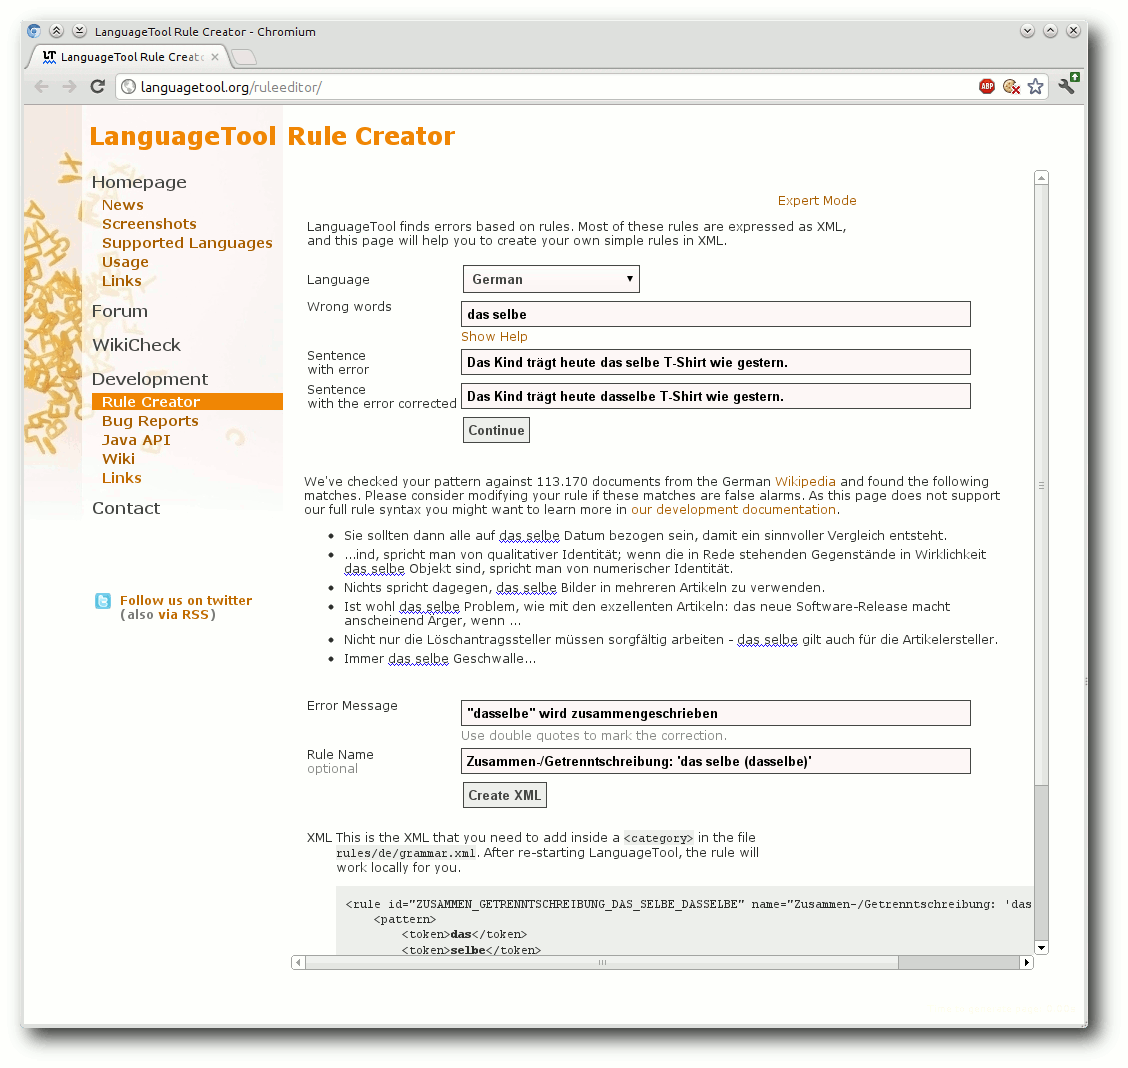 LanguageTool Rule Creator - Chromium
LT LanguageTool Rule Creato
languagetool.org/ruleeditor/
ABP
LanguageTool Rule Creator
Homepage
News
Screenshots
Supported Languages
Usage
Links
Forum
WikiCheck
Development
Rule Creator
Bug Reports
Java API
Wiki
Links
Contact
Follow us on twitter
(also via RSS)
Expert Mode
LanguageTool finds errors based on rules. Most of these rules are expressed as XML,
and this page will help you to create your own simple rules in XML.
Language German
Wrong words das selbe
Show Help
Sentence
with error Das Kind trägt heute das selbe T-Shirt wie gestern.
Sentence
with the error corrected Das Kind trägt heute dasselbe T-Shirt wie gestern.
Continue
We've checked your pattern against 113.170 documents from the German Wikipedia and found the following
matches. Please consider modifying your rule if these matches are false alarms. As this page does not support
our full rule syntax you might want to learn more in our development documentation.
• Sie sollten dann alle auf das selbe Datum bezogen sein, damit ein sinnvoller Vergleich entsteht.
• ...ind, spricht man von qualitativer Identität; wenn die in Rede stehenden Gegenstände in Wirklichkeit
das selbe Objekt sind, spricht man von numerischer Identität.
• Nichts spricht dagegen, das selbe Bilder in mehreren Artikeln zu verwenden.
• Ist wohl das selbe Problem, wie mit den exzellenten Artikeln: das neue Software-Release macht
anscheinend Ärger, wenn ...
• Nicht nur die Löschantragssteller müssen sorgfältig arbeiten - das selbe gilt auch für die Artikelersteller.
• Immer das selbe Geschwalle...
Error Message "dasselbe" wird zusammengeschrieben
Use double quotes to mark the correction.
Rule Name Zusammen-/Getrenntschreibung: 'das selbe (dasselbe)'
optional
Create XML
XML This is the XML that you need to add inside a <category> in the file
rules/de/grammar.xml. After re-starting LanguageTool, the rule will
work locally for you.
<rule id="ZUSAMMEN_GETRENNTSCHREIBUNG_DAS_SELBE_DASSELBE" name="Zusammen-/Getrenntschreibung: 'das
<pattern>
<token>das</token>
<token>selbe</token>